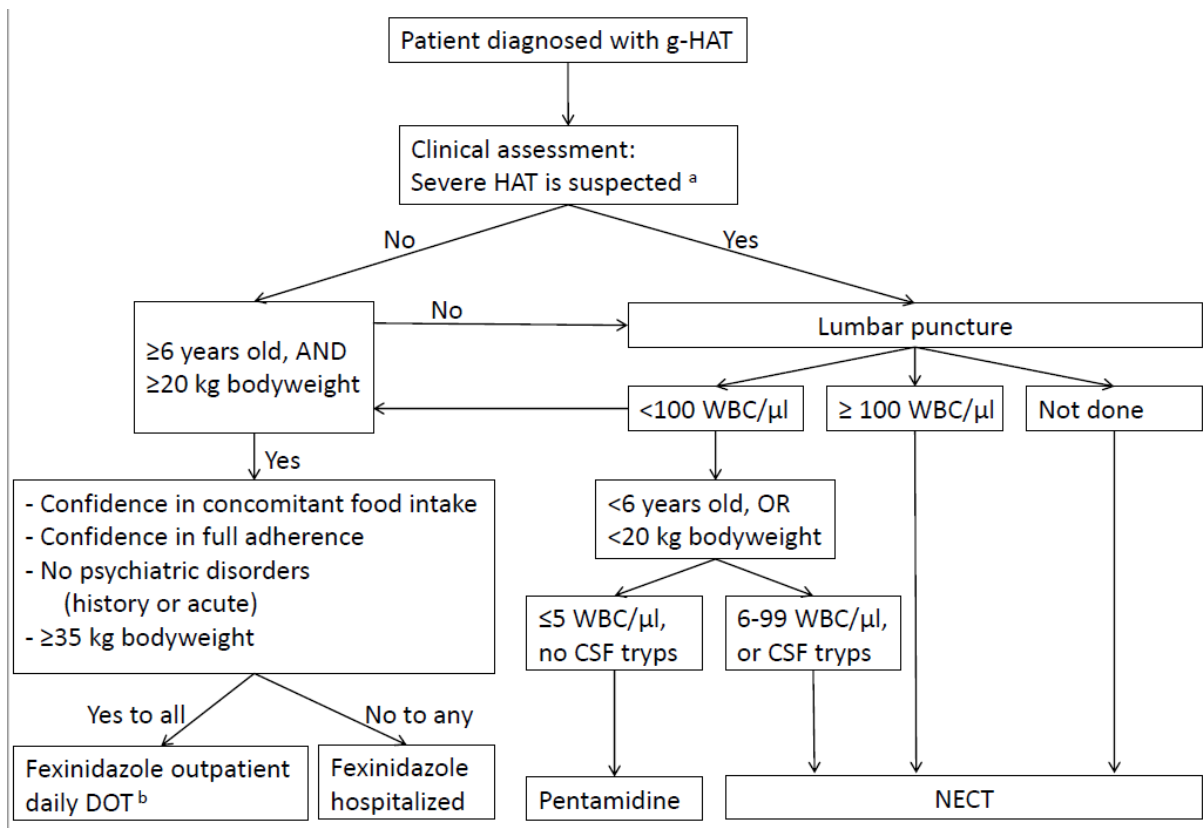 Patient diagnosed with g-HAT
Clinical assessment:
Severe HAT is suspected ᵃ
No
Yes
≥6 years old, AND
≥20 kg bodyweight
No
Lumbar puncture
<100 WBC/µl
≥ 100 WBC/µl
Not done
Yes
- Confidence in concomitant food intake
- Confidence in full adherence
- No psychiatric disorders
(history or acute)
- ≥35 kg bodyweight
<6 years old, OR
<20 kg bodyweight
≤5 WBC/µl,
no CSF tryps
6-99 WBC/µl,
or CSF tryps
Yes to all
No to any
Fexinidazole outpatient
daily DOT ᵇ
Fexinidazole
hospitalized
Pentamidine
NECT